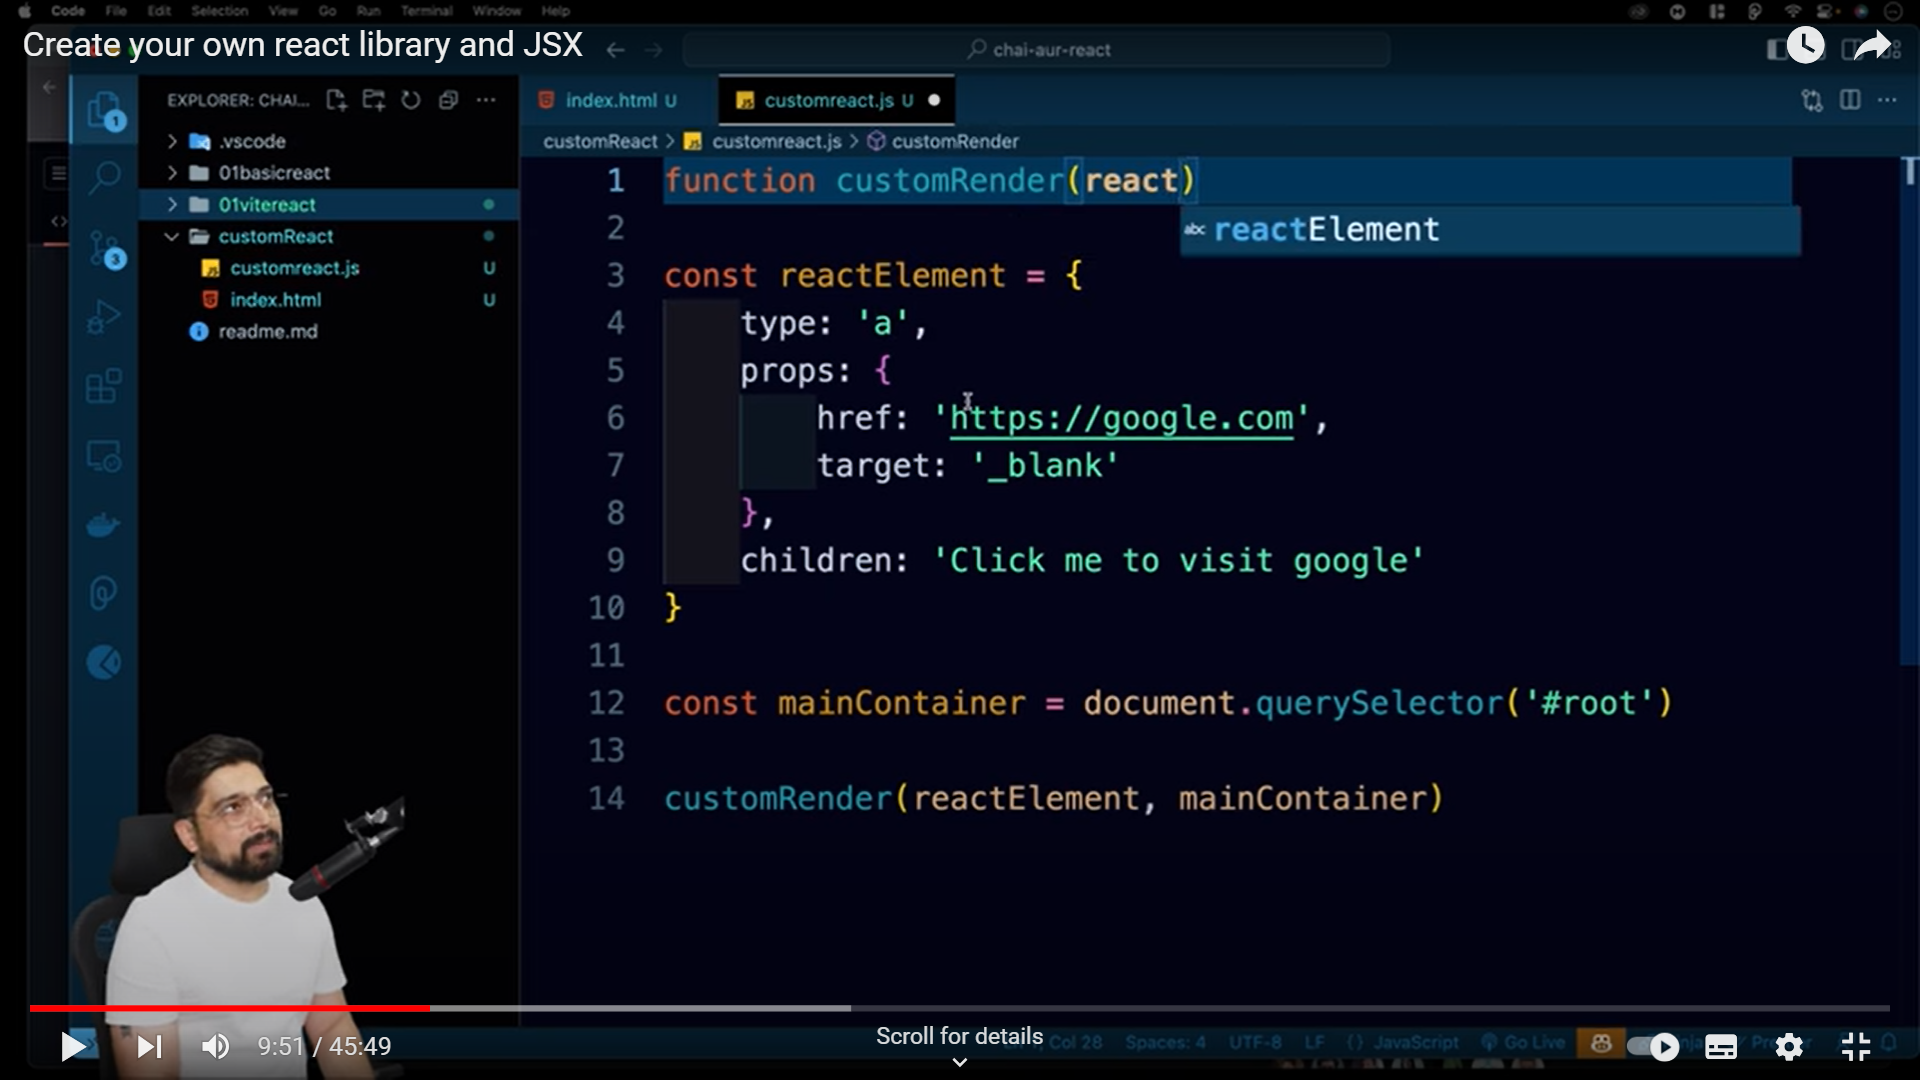 Code File Edit Selection View Go Run Terminal Window Help
Create your own react library and JSX
chai-aur-react
EXPLORER: CHAI...
index.html U
customreact.js U
customReact > customreact.js > customRender
.vscode
01basicreact
01vitereact
customReact
customreact.js U
index.html U
readme.md
1
3
1 function customRender(react)
abc reactElement
2
3 const reactElement = {
4 type: 'a',
5 props: {
6 href: 'https://google.com',
7 target: '_blank'
8 },
9 children: 'Click me to visit google'
10 }
11
12 const mainContainer = document.querySelector('#root')
13
14 customRender(reactElement, mainContainer)
9:51 / 45:49
Scroll for details
Col 28 Spaces: 4 UTF-8 LF {} JavaScript Go Live